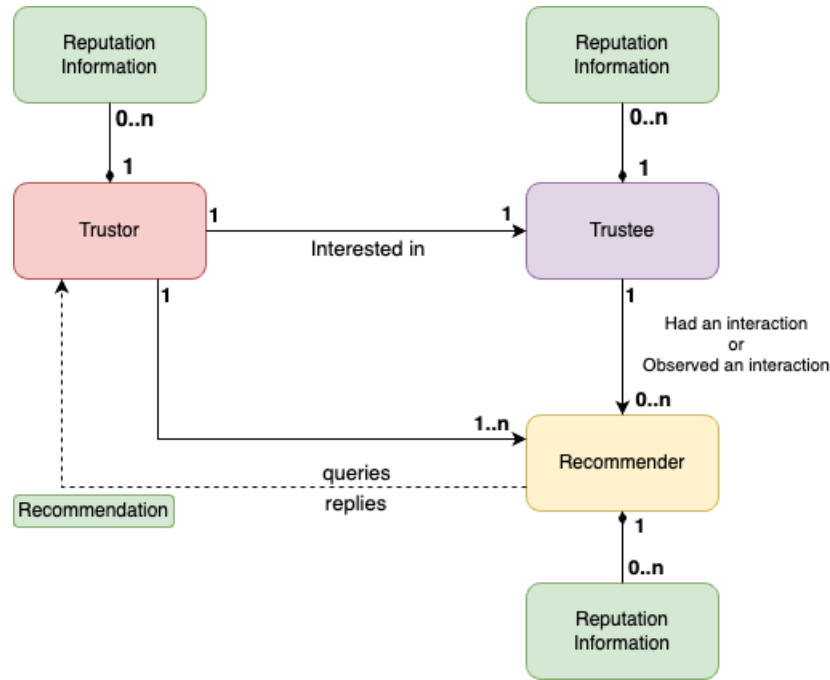 Reputation
Information
Reputation
Information
0..n
0..n
1
1
Trustor
1
1
Trustee
Interested in
1
1
Had an interaction
or
Observed an interaction
0..n
1..n
Recommender
queries
replies
Recommendation
1
0..n
Reputation
Information